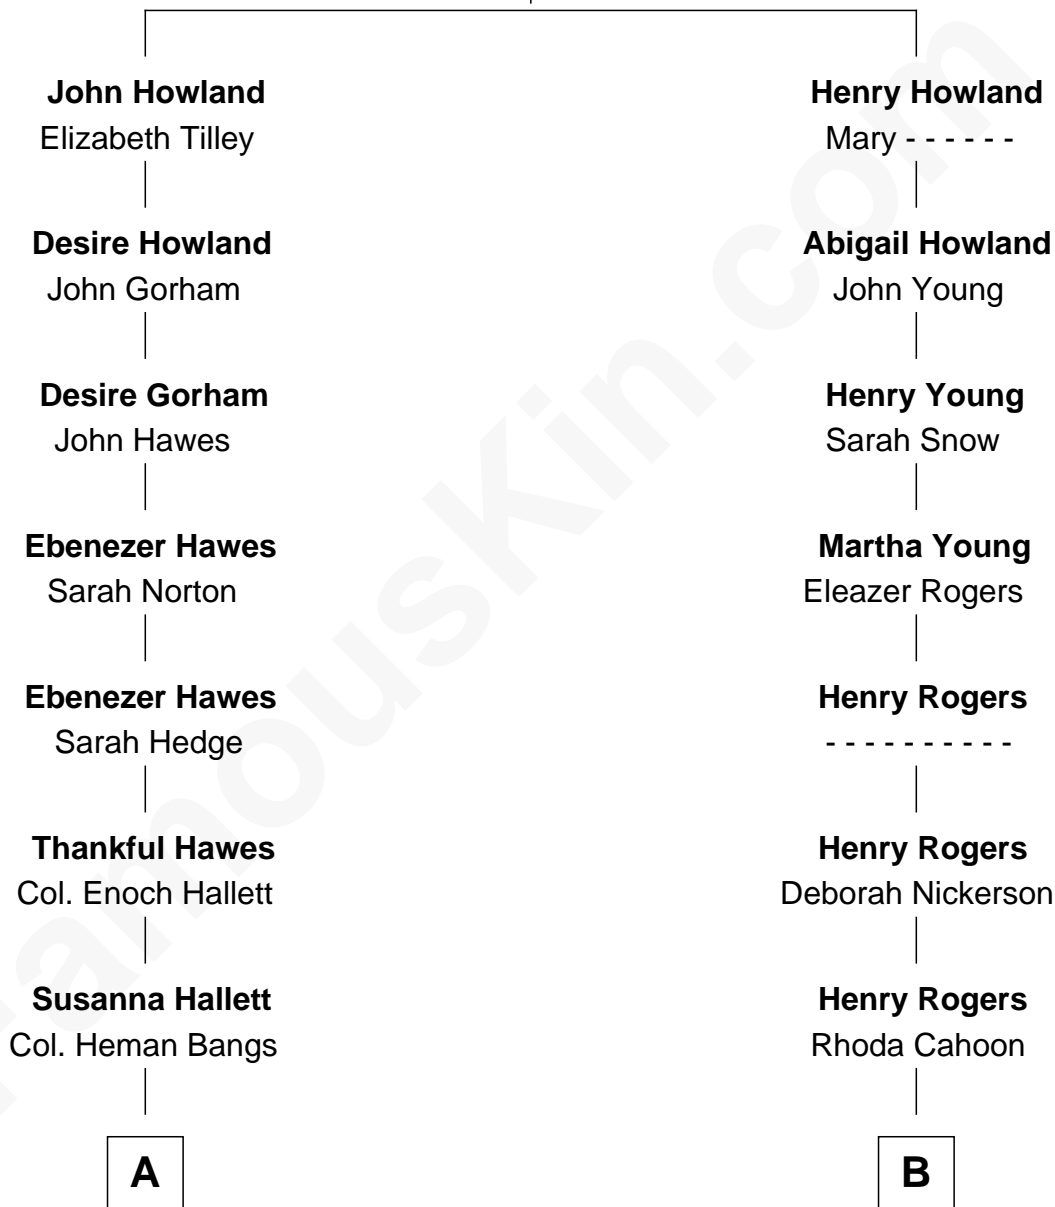 John Howland
Elizabeth Tilley
Desire Howland
John Gorham
Desire Gorham
John Hawes
Ebenezer Hawes
Sarah Norton
Ebenezer Hawes
Sarah Hedge
Thankful Hawes
Col. Enoch Hallett
Susanna Hallett
Col. Heman Bangs
A
Henry Howland
Mary - - - - - -
Abigail Howland
John Young
Henry Young
Sarah Snow
Martha Young
Eleazer Rogers
Henry Rogers
- - - - - - - - - -
Henry Rogers
Deborah Nickerson
Henry Rogers
Rhoda Cahoon
B
FamousKin.com